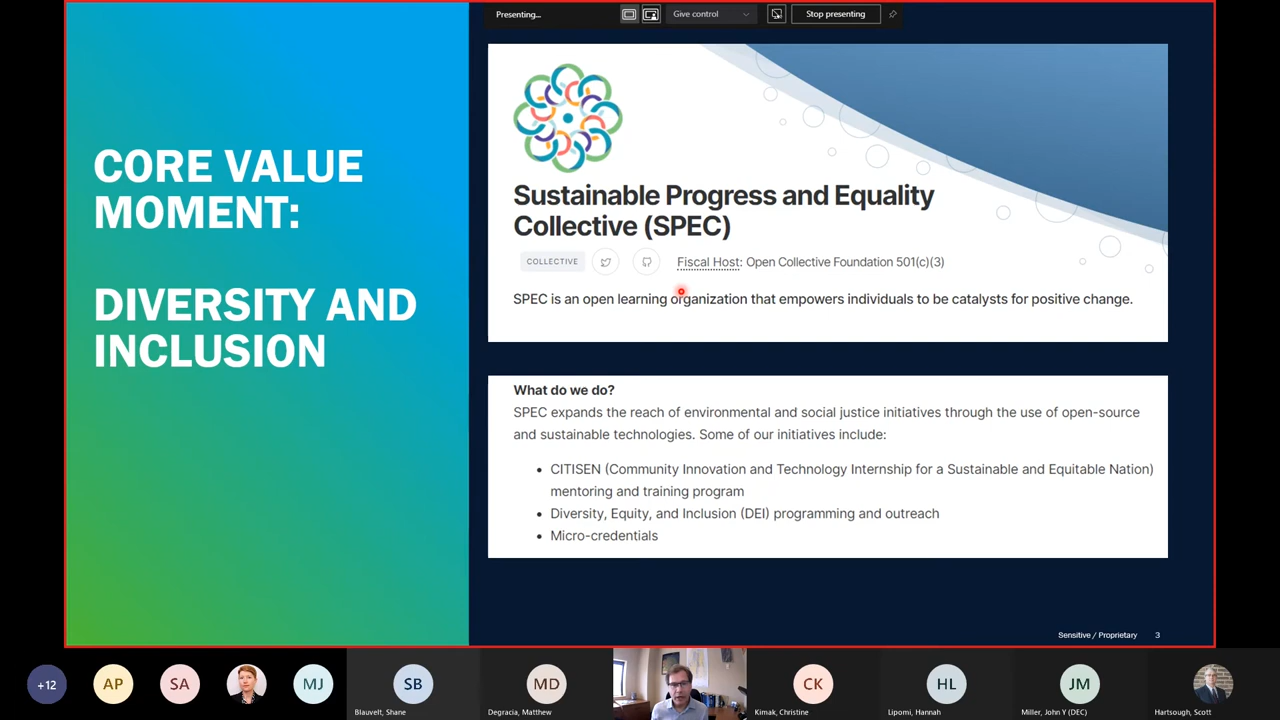 Presenting...
Give control
Stop presenting
CORE VALUE
MOMENT:
DIVERSITY AND
INCLUSION
Sustainable Progress and Equality
Collective (SPEC)
COLLECTIVE
Fiscal Host: Open Collective Foundation 501(c)(3)
SPEC is an open learning organization that empowers individuals to be catalysts for positive change.
What do we do?
SPEC expands the reach of environmental and social justice initiatives through the use of open-source
and sustainable technologies. Some of our initiatives include:
• CITISEN (Community Innovation and Technology Internship for a Sustainable and Equitable Nation)
mentoring and training program
• Diversity, Equity, and Inclusion (DEI) programming and outreach
• Micro-credentials
Sensitive / Proprietary 3
+12
AP
SA
MJ
SB
MD
CK
HL
JM
Blauvelt, Shane
Degracia, Matthew
Kimak, Christine
Lipomi, Hannah
Miller, John Y (DEC)
Hartsough, Scott